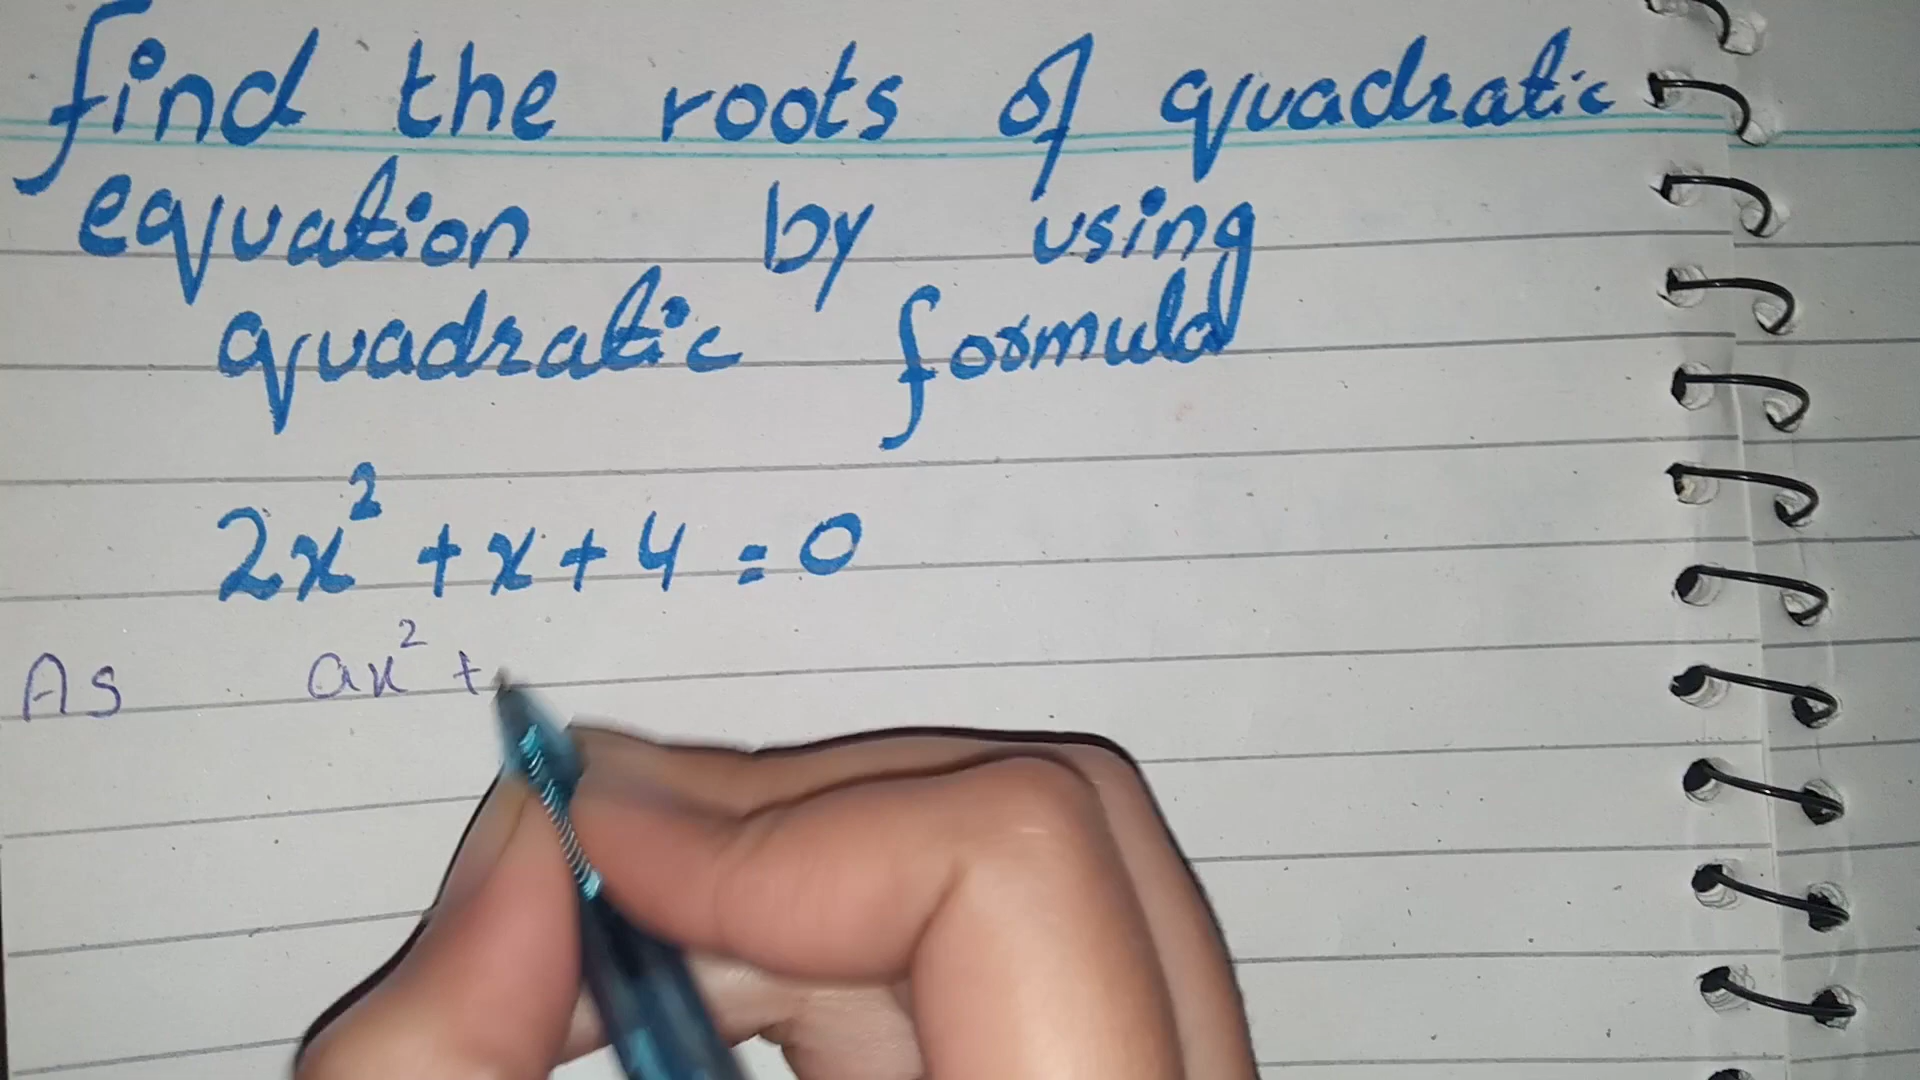 find the roots of quadratic
equation by using
quadratic formula
2x² + x + 4 = 0
As ax² +